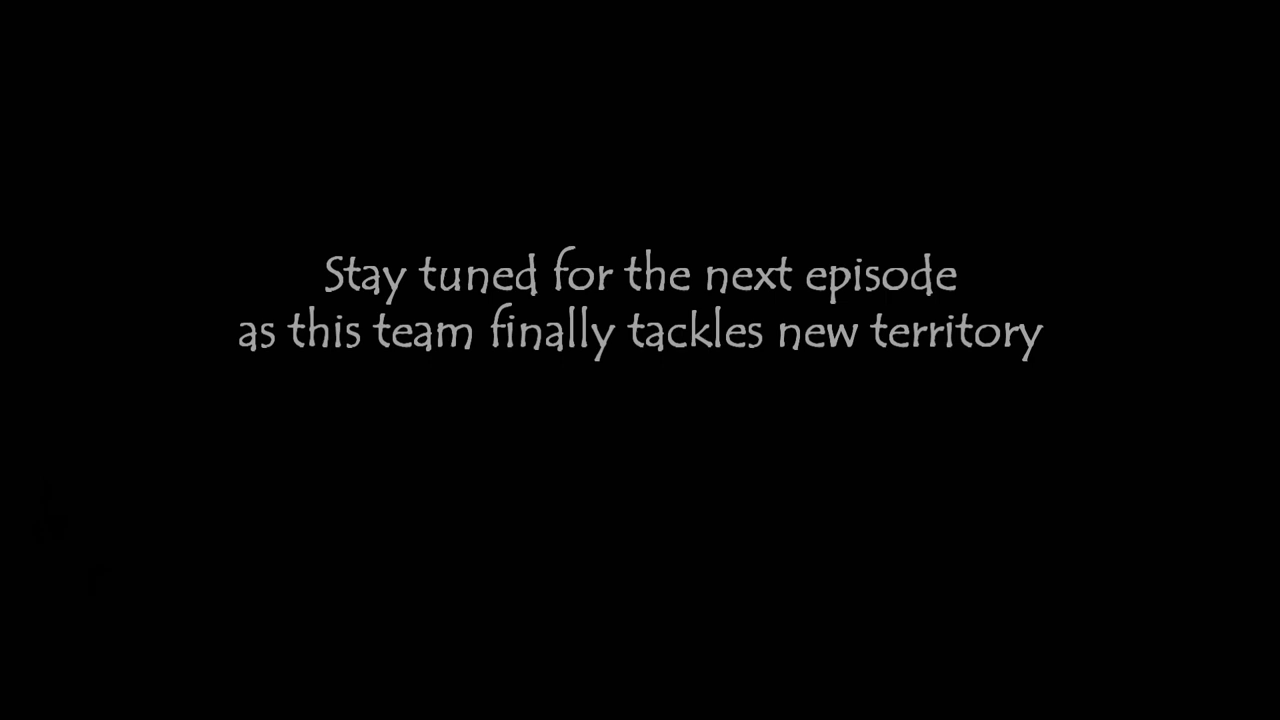 Stay tuned for the next episode
as this team finally tackles new territory